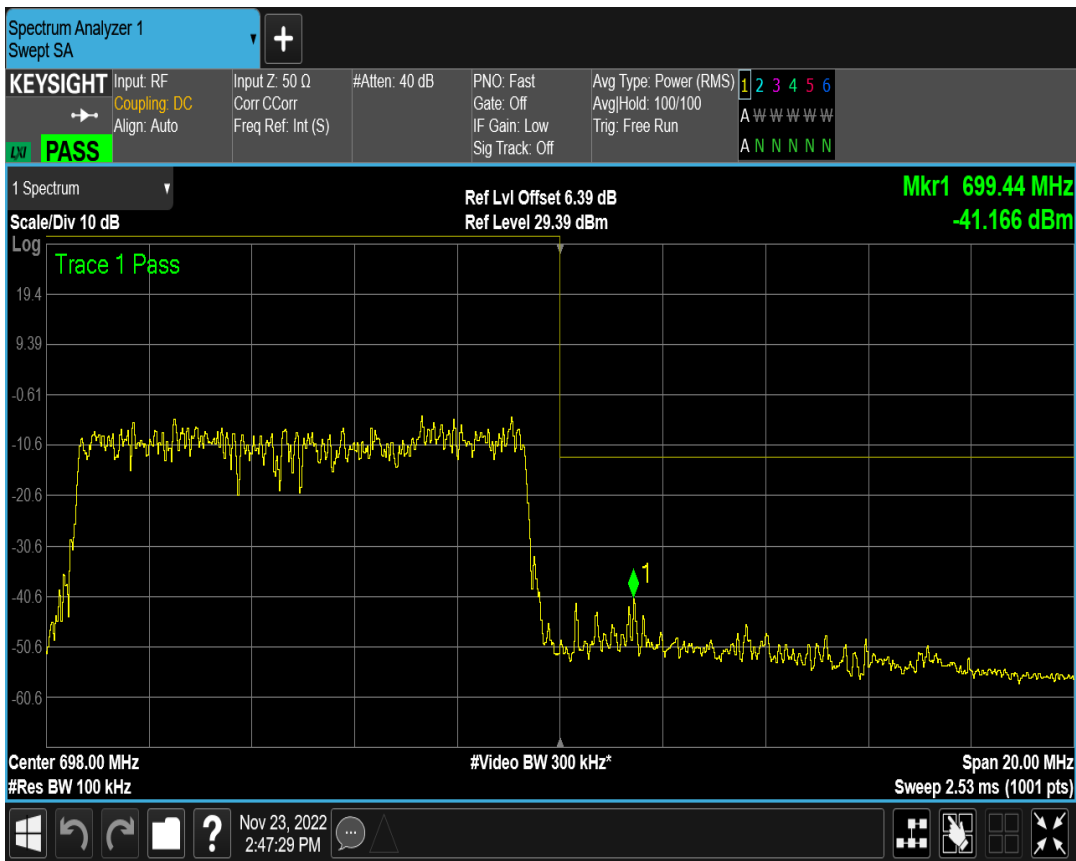 Spectrum Analyzer 1
Swept SA
+
KEYSIGHT
LXI PASS
Input: RF
Coupling: DC
Align: Auto
Input Z: 50 Ω
Corr CCorr
Freq Ref: Int (S)
#Atten: 40 dB
PNO: Fast
Gate: Off
IF Gain: Low
Sig Track: Off
Avg Type: Power (RMS)
Avg|Hold: 100/100
Trig: Free Run
1 2 3 4 5 6
A W W W W W
A N N N N N
1 Spectrum
Scale/Div 10 dB
Ref Lvl Offset 6.39 dB
Ref Level 29.39 dBm
Mkr1 699.44 MHz
-41.166 dBm
Log
Trace 1 Pass
19.4
9.39
-0.61
-10.6
-20.6
-30.6
-40.6
-50.6
-60.6
1
Center 698.00 MHz
#Res BW 100 kHz
#Video BW 300 kHz*
Span 20.00 MHz
Sweep 2.53 ms (1001 pts)
?
Nov 23, 2022
2:47:29 PM